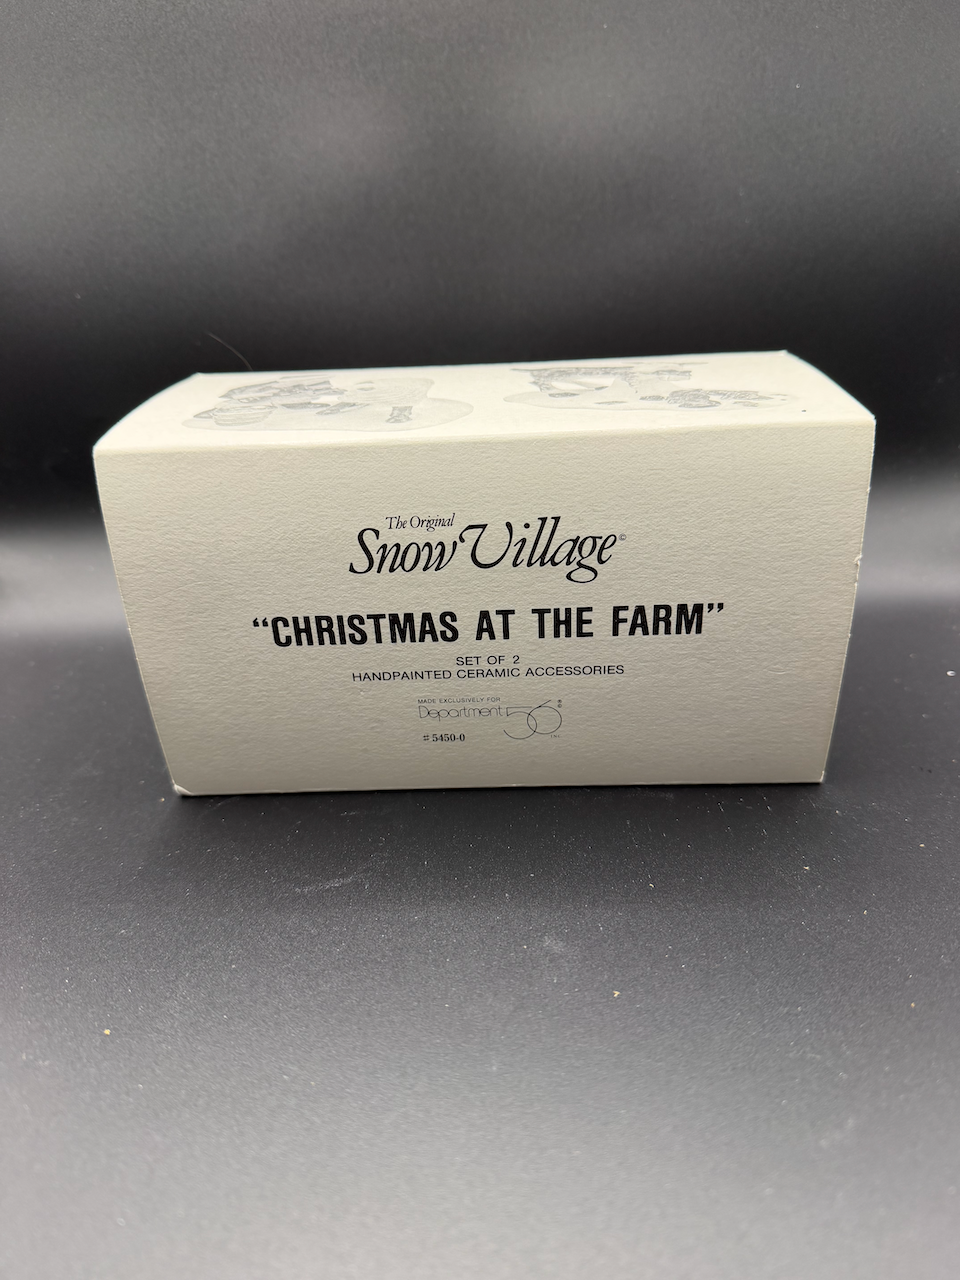 The Original
Snow Village©
“CHRISTMAS AT THE FARM”
SET OF 2
HANDPAINTED CERAMIC ACCESSORIES
MADE EXCLUSIVELY FOR
Department 56®
INC.
# 5450-0